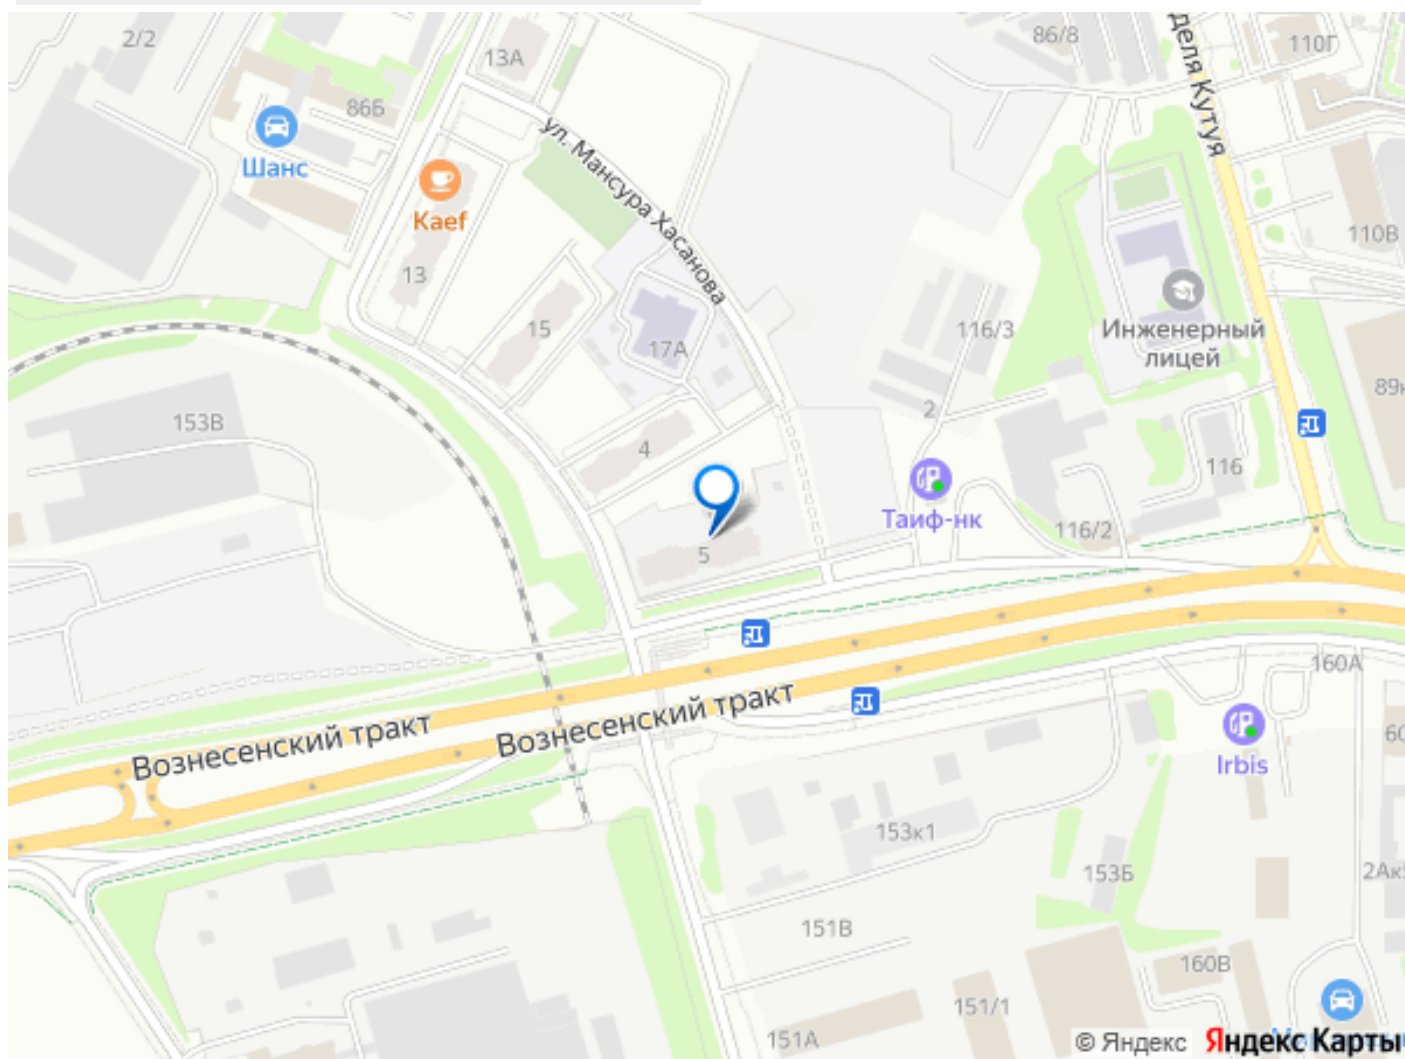 2/2
13А
86/8
110Г
деля Кутуя
86Б
Шанс
ул. Мансура Хасанова
Kaef
110В
13
15
116/3
Инженерный
лицей
17А
89к
153В
2
4
116
Таиф-нк
116/2
5
160А
Вознесенский тракт
Вознесенский тракт
60
Irbis
153к1
153Б
2Ак
151В
160В
151/1
151А
© Яндекс
Яндекс Карты